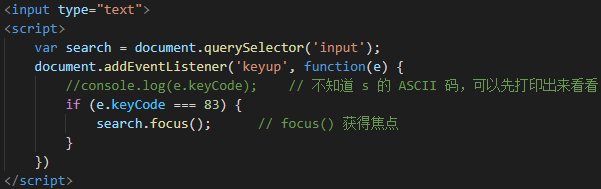 <input type="text">
<script>
    var search = document.querySelector('input');
    document.addEventListener('keyup', function(e) {
        //console.log(e.keyCode);    // 不知道 s 的 ASCII 码，可以先打印出来看看
        if (e.keyCode === 83) {
            search.focus();      // focus() 获得焦点
        }
    })
</script>